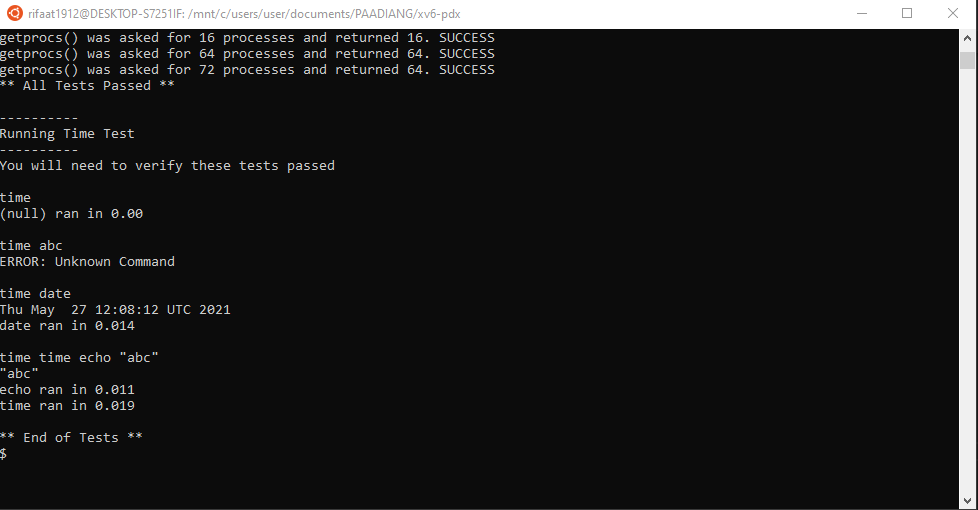 rifaat1912@DESKTOP-S7251IF: /mnt/c/users/user/documents/PAADIANG/xv6-pdx
getprocs() was asked for 16 processes and returned 16. SUCCESS
getprocs() was asked for 64 processes and returned 64. SUCCESS
getprocs() was asked for 72 processes and returned 64. SUCCESS
** All Tests Passed **
----------
Running Time Test
----------
You will need to verify these tests passed
time
(null) ran in 0.00
time abc
ERROR: Unknown Command
time date
Thu May  27 12:08:12 UTC 2021
date ran in 0.014
time time echo "abc"
"abc"
echo ran in 0.011
time ran in 0.019
** End of Tests **
$